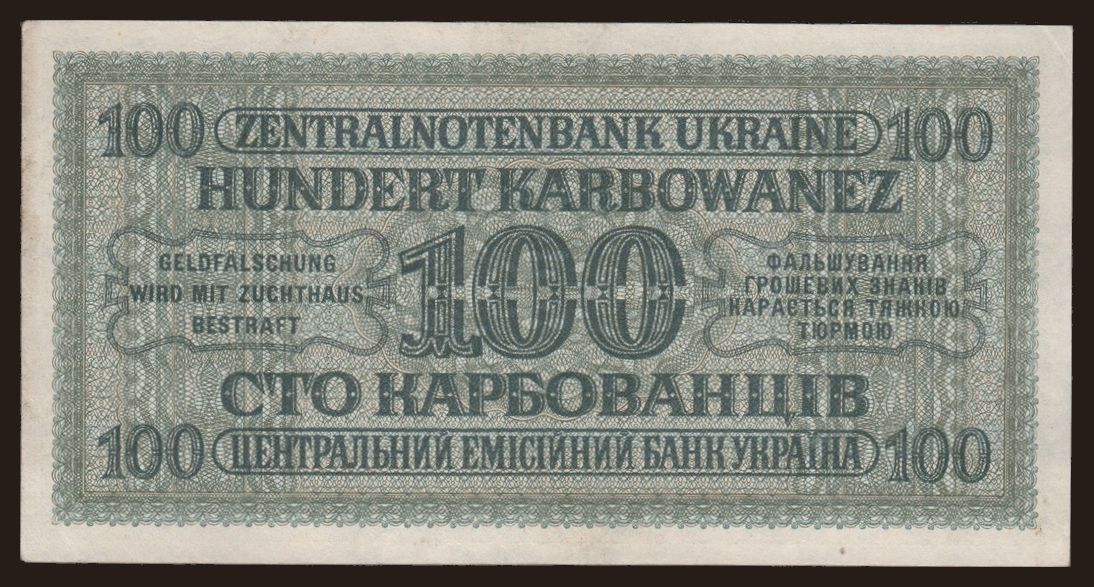 100 ZENTRALNOTENBANK UKRAINE 100
HUNDERT KARBOWANEZ
GELDFÄLSCHUNG
WIRD MIT ZUCHTHAUS
BESTRAFT
100
ФАЛЬШУВАННЯ
ГРОШЕВИХ ЗНАКІВ
КАРАЄТЬСЯ ТЯЖКОЮ
ТЮРМОЮ
СТО КАРБОВАНЦІВ
100 ЦЕНТРАЛЬНИЙ ЕМІСІЙНИЙ БАНК УКРАЇНА 100